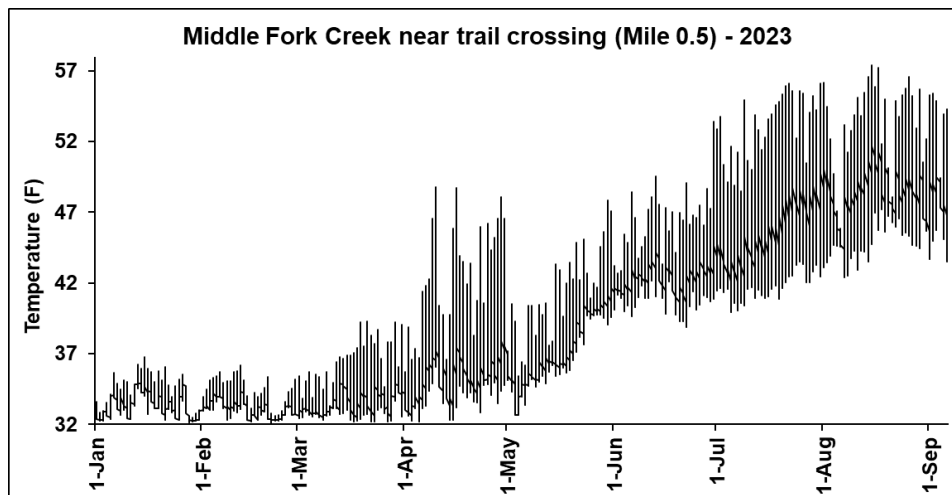 Middle Fork Creek near trail crossing (Mile 0.5) - 2023
Temperature (F)
57
52
47
42
37
32
1-Jan
1-Feb
1-Mar
1-Apr
1-May
1-Jun
1-Jul
1-Aug
1-Sep